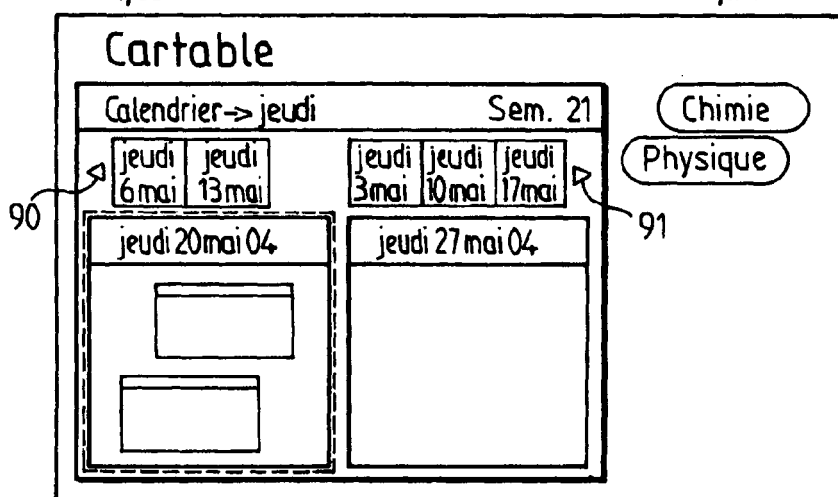 Cartable
Calendrier->jeudi Sem. 21 Chimie
jeudi jeudi jeudi jeudi jeudi Physique
6mai 13mai 3mai 10mai 17mai
90 91
jeudi 20mai 04 jeudi 27mai 04